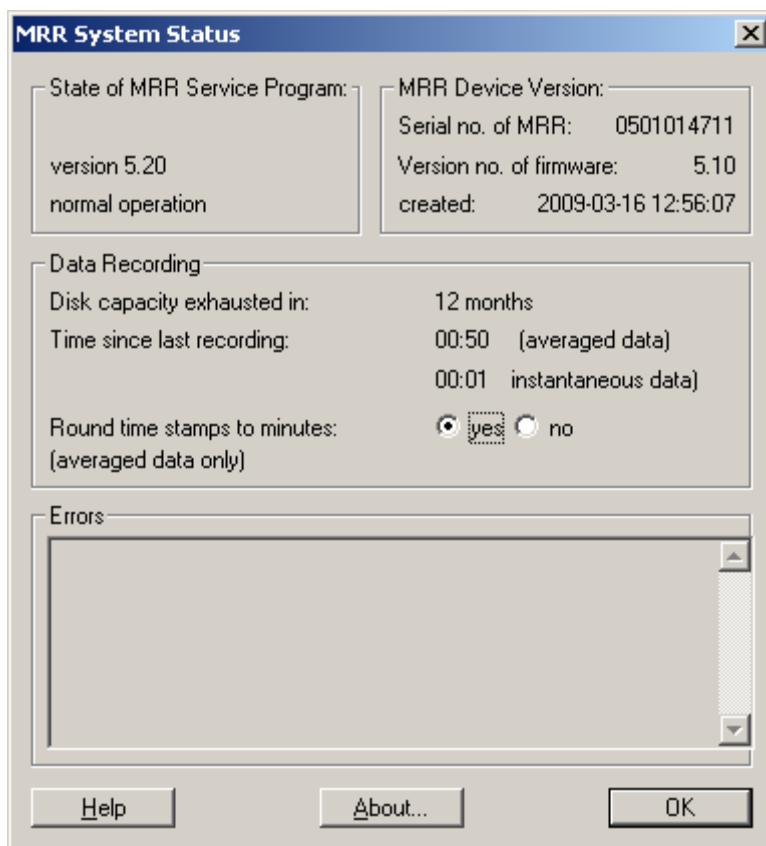 MRR System Status
State of MRR Service Program:
version 5.20
normal operation
MRR Device Version:
Serial no. of MRR: 0501014711
Version no. of firmware: 5.10
created: 2009-03-16 12:56:07
Data Recording
Disk capacity exhausted in: 12 months
Time since last recording: 00:50 (averaged data)
00:01 instantaneous data)
Round time stamps to minutes: yes no
(averaged data only)
Errors
Help About... OK